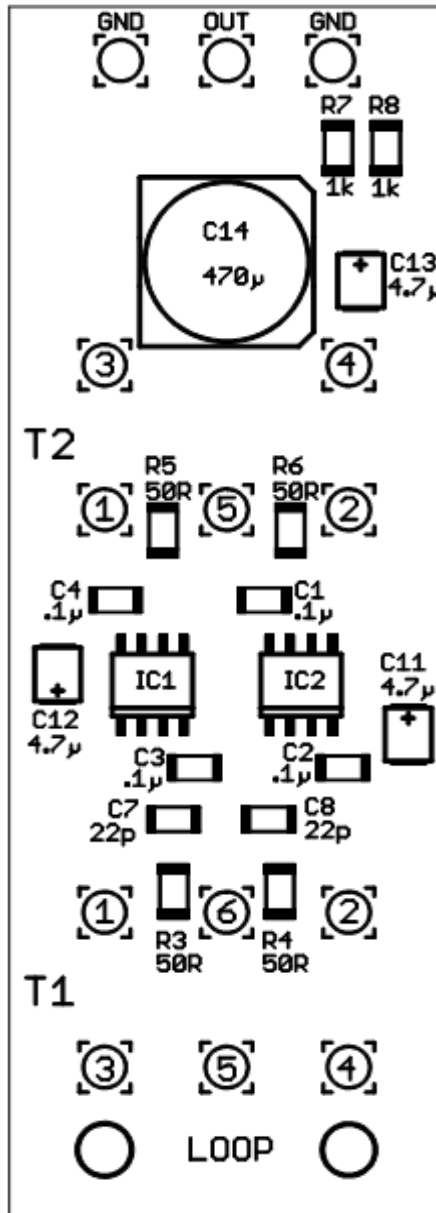 GND OUT GND
R7 R8
1k 1k
C14
470µ
+
C13
4.7µ
3 4
T2
R5 R6
50R 50R
1 5 2
C4 C1
.1µ .1µ
IC1 IC2
+
C12
4.7µ
C11
4.7µ
+
C3 C2
.1µ .1µ
C7 C8
22p 22p
1 6 2
R3 R4
50R 50R
T1
3 5 4
LOOP